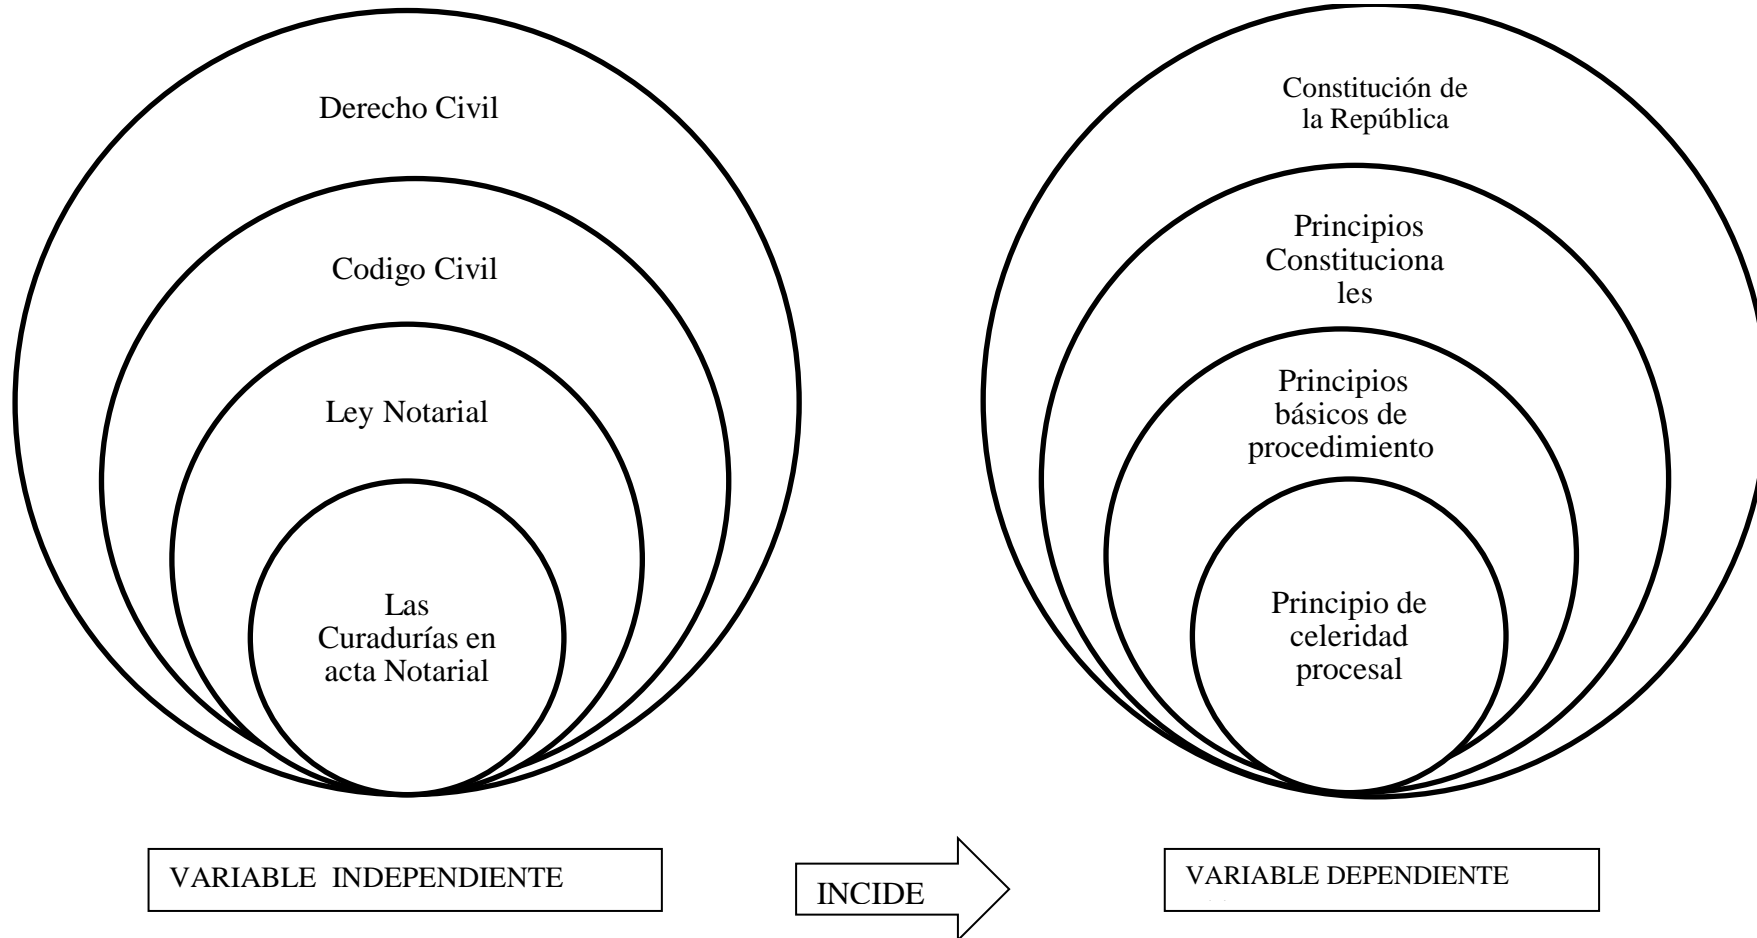 Derecho Civil
Codigo Civil
Ley Notarial
Las
Curadurías en
acta Notarial
Constitución de
la República
Principios
Constituciona
les
Principios
básicos de
procedimiento
Principio de
celeridad
procesal
VARIABLE INDEPENDIENTE
INCIDE
VARIABLE DEPENDIENTE